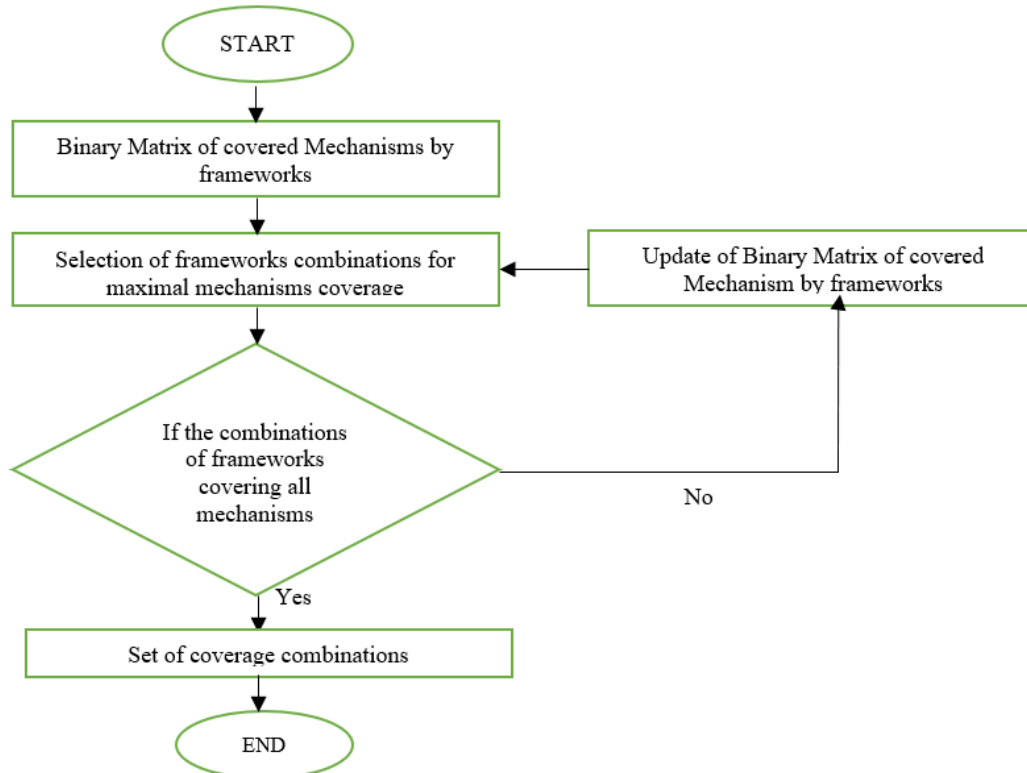 START
Binary Matrix of covered Mechanisms by
frameworks
Selection of frameworks combinations for
maximal mechanisms coverage
Update of Binary Matrix of covered
Mechanism by frameworks
If the combinations
of frameworks
covering all
mechanisms
No
Yes
Set of coverage combinations
END